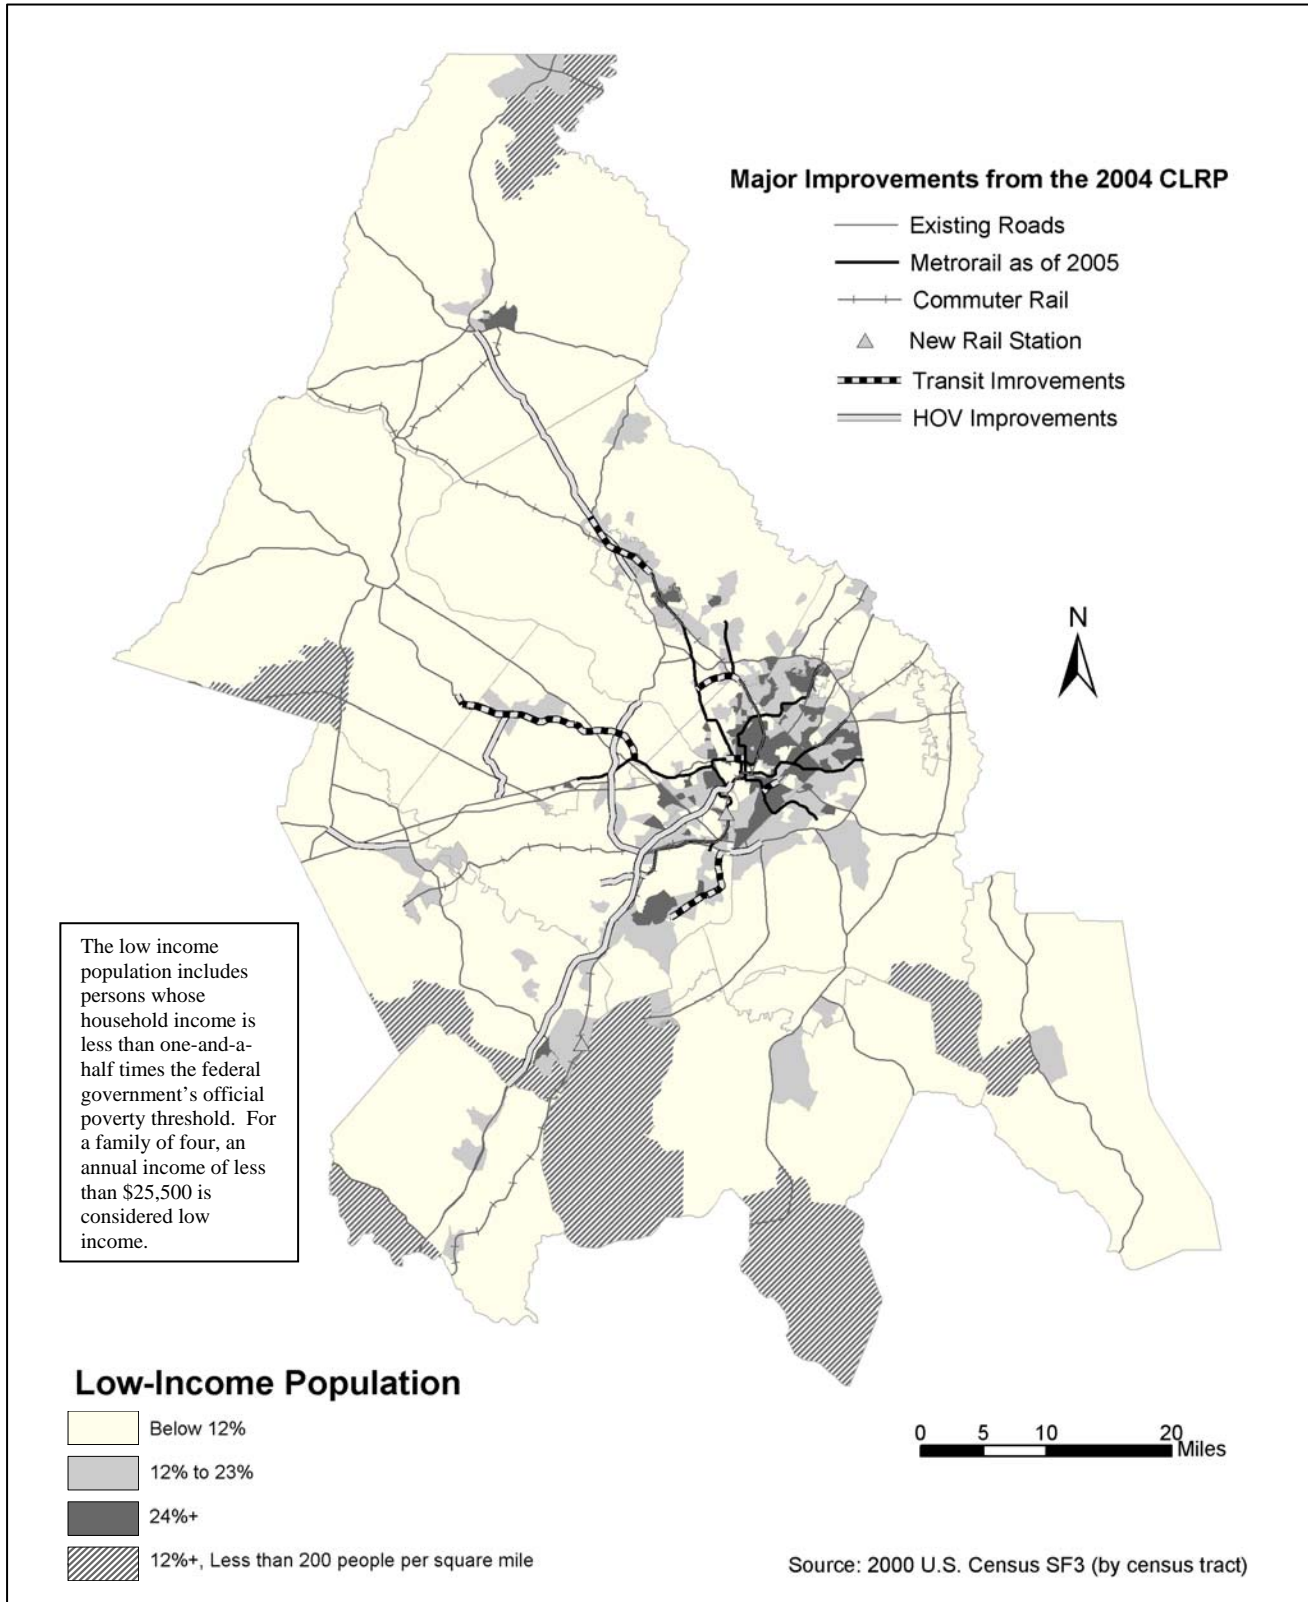 Major Improvements from the 2004 CLRP
Existing Roads
Metrorail as of 2005
Commuter Rail
New Rail Station
Transit Imrovements
HOV Improvements
N
The low income
population includes
persons whose
household income is
less than one-and-a-
half times the federal
government’s official
poverty threshold.  For
a family of four, an
annual income of less
than $25,500 is
considered low
income.
Low-Income Population
Below 12%
12% to 23%
24%+
12%+, Less than 200 people per square mile
0 5 10 20
Miles
Source: 2000 U.S. Census SF3 (by census tract)